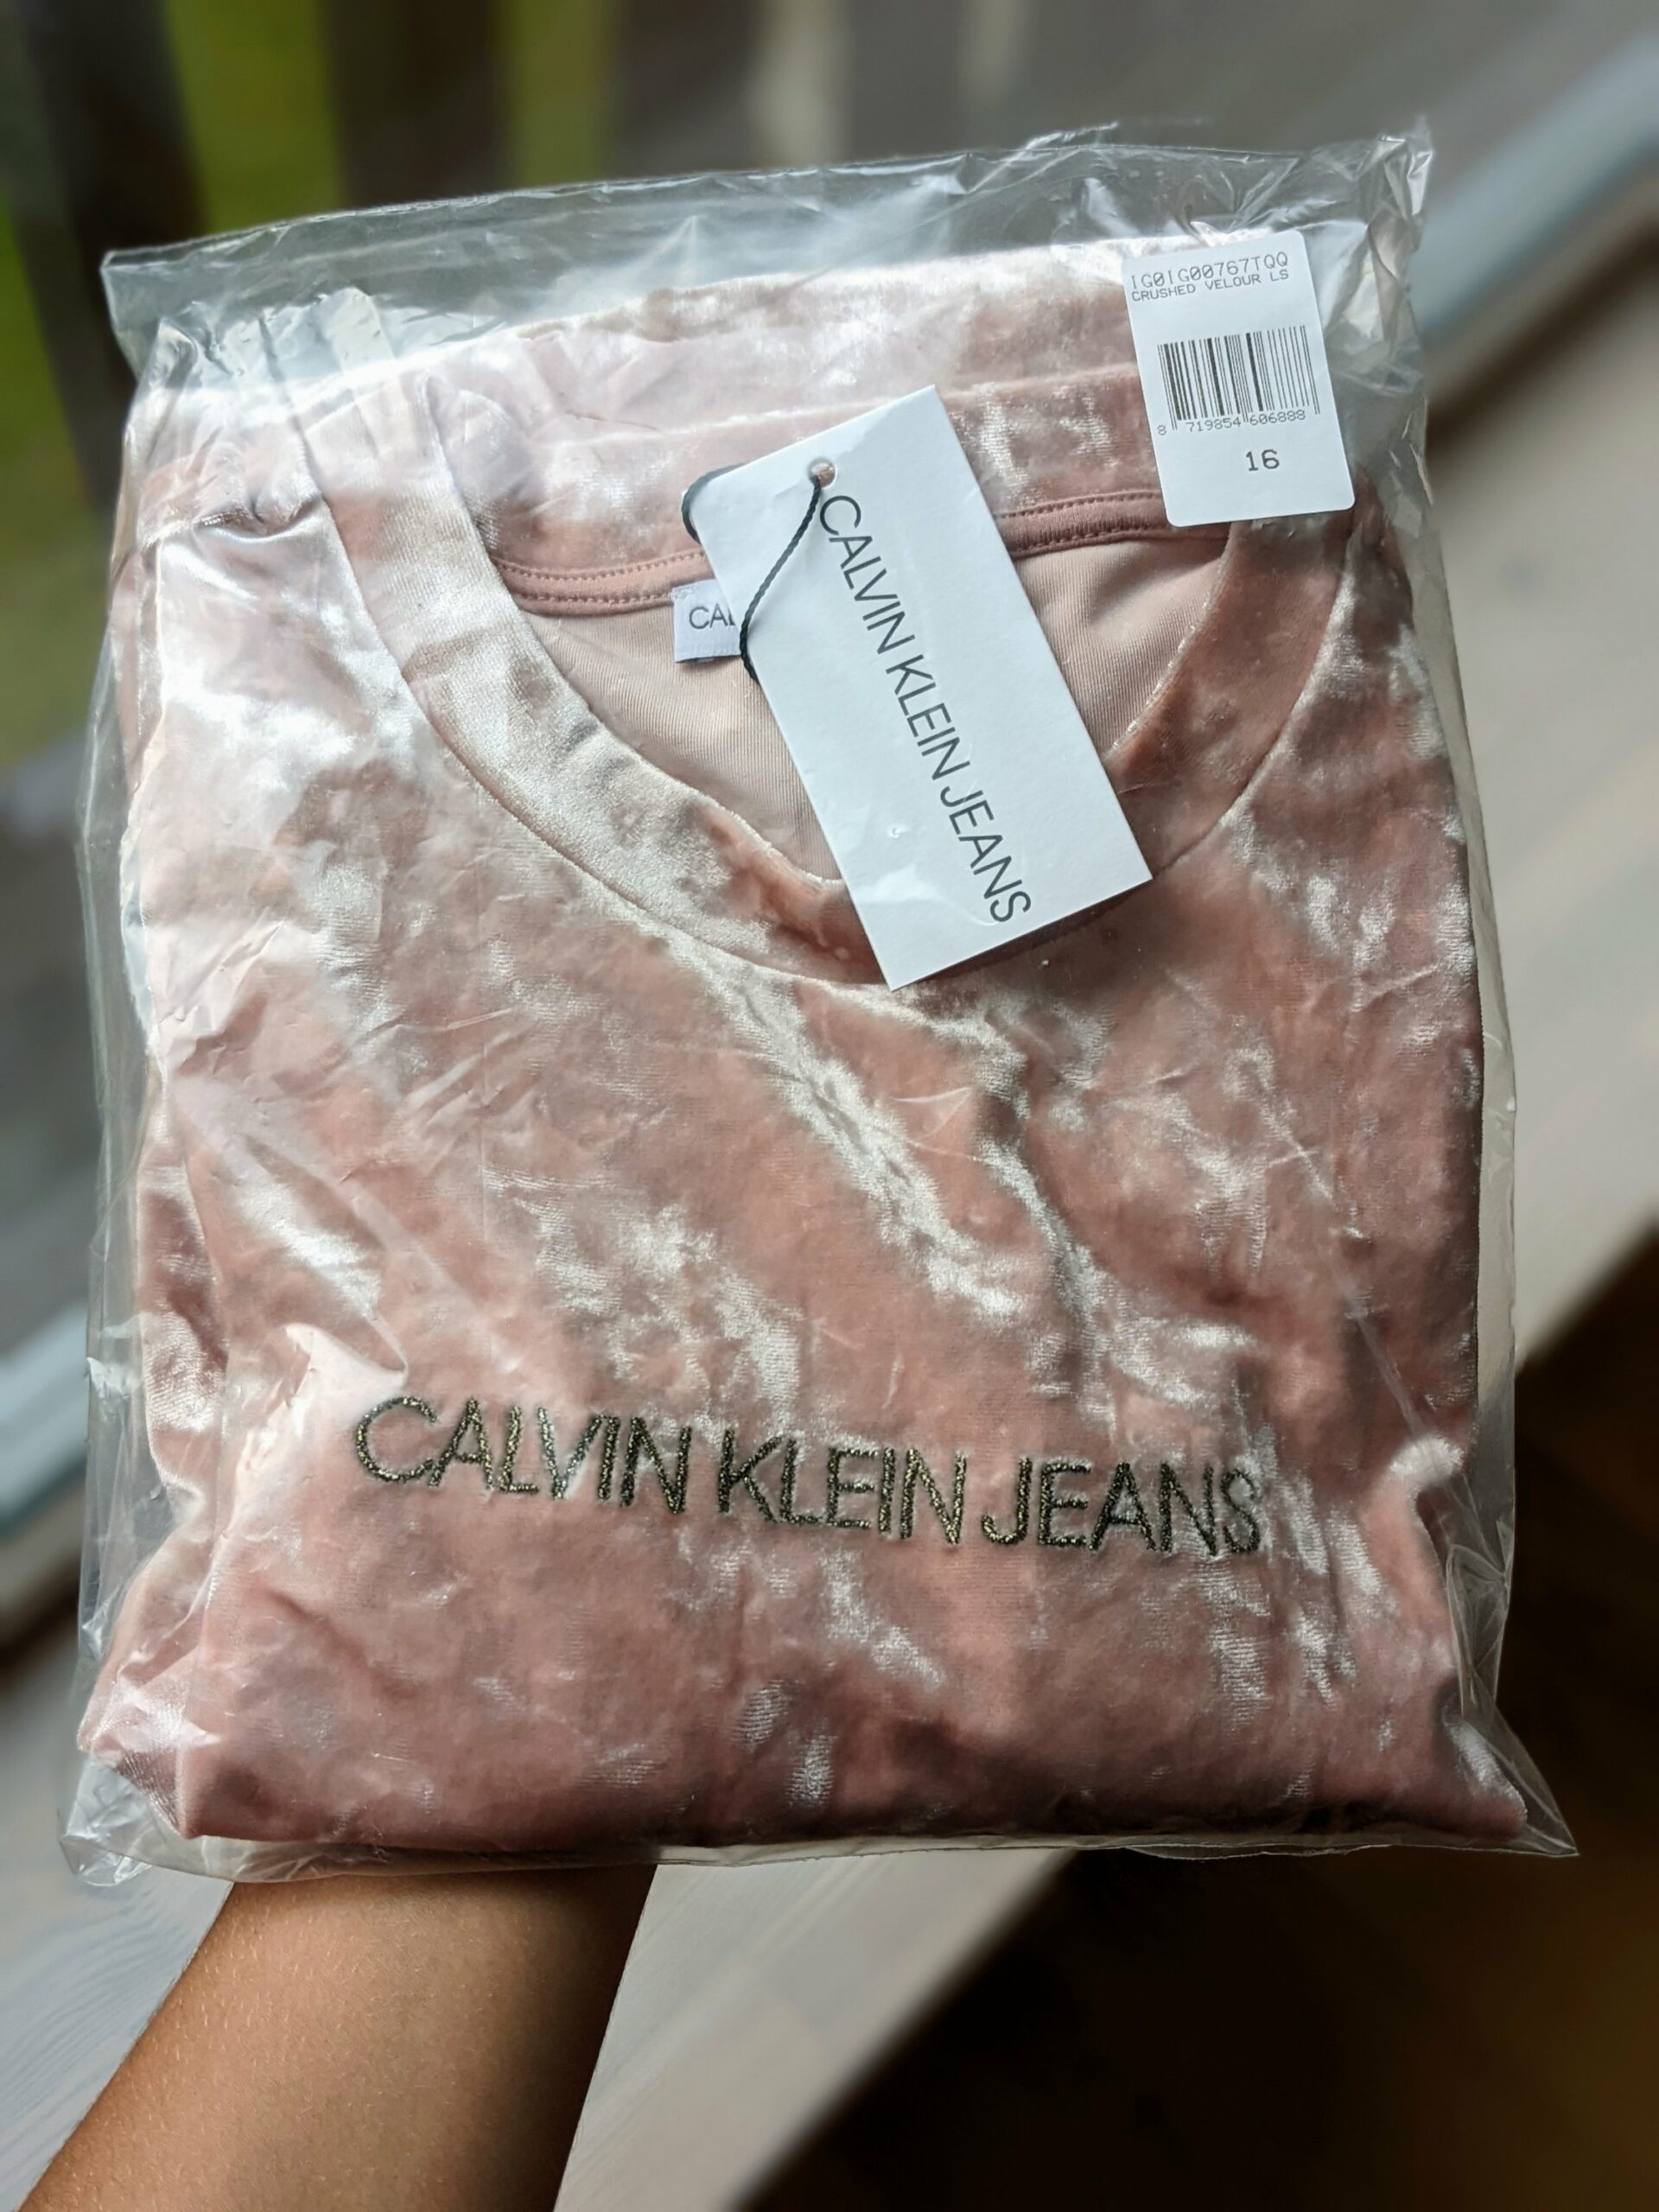 IG0IG00767TQQ
CRUSHED VELOUR LS
8 719854 606888
16
CALVIN KLEIN JEANS
CALVIN KLEIN JEANS